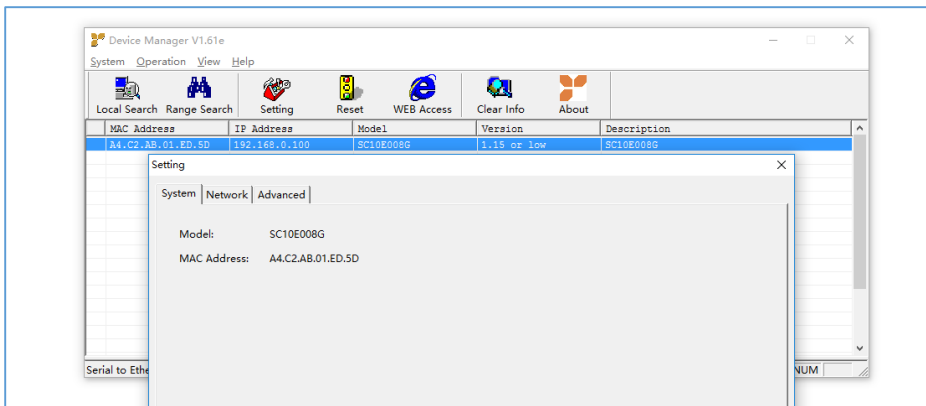 Device Manager V1.61e
System Operation View Help
Local Search Range Search Setting Reset WEB Access Clear Info About
MAC Address IP Address Model Version Description
A4.C2.AB.01.ED.5D 192.168.0.100 SC10E008G 1.15 or low SC10E008G
Setting
System Network Advanced
Model: SC10E008G
MAC Address: A4.C2.AB.01.ED.5D
Serial to Ethe NUM